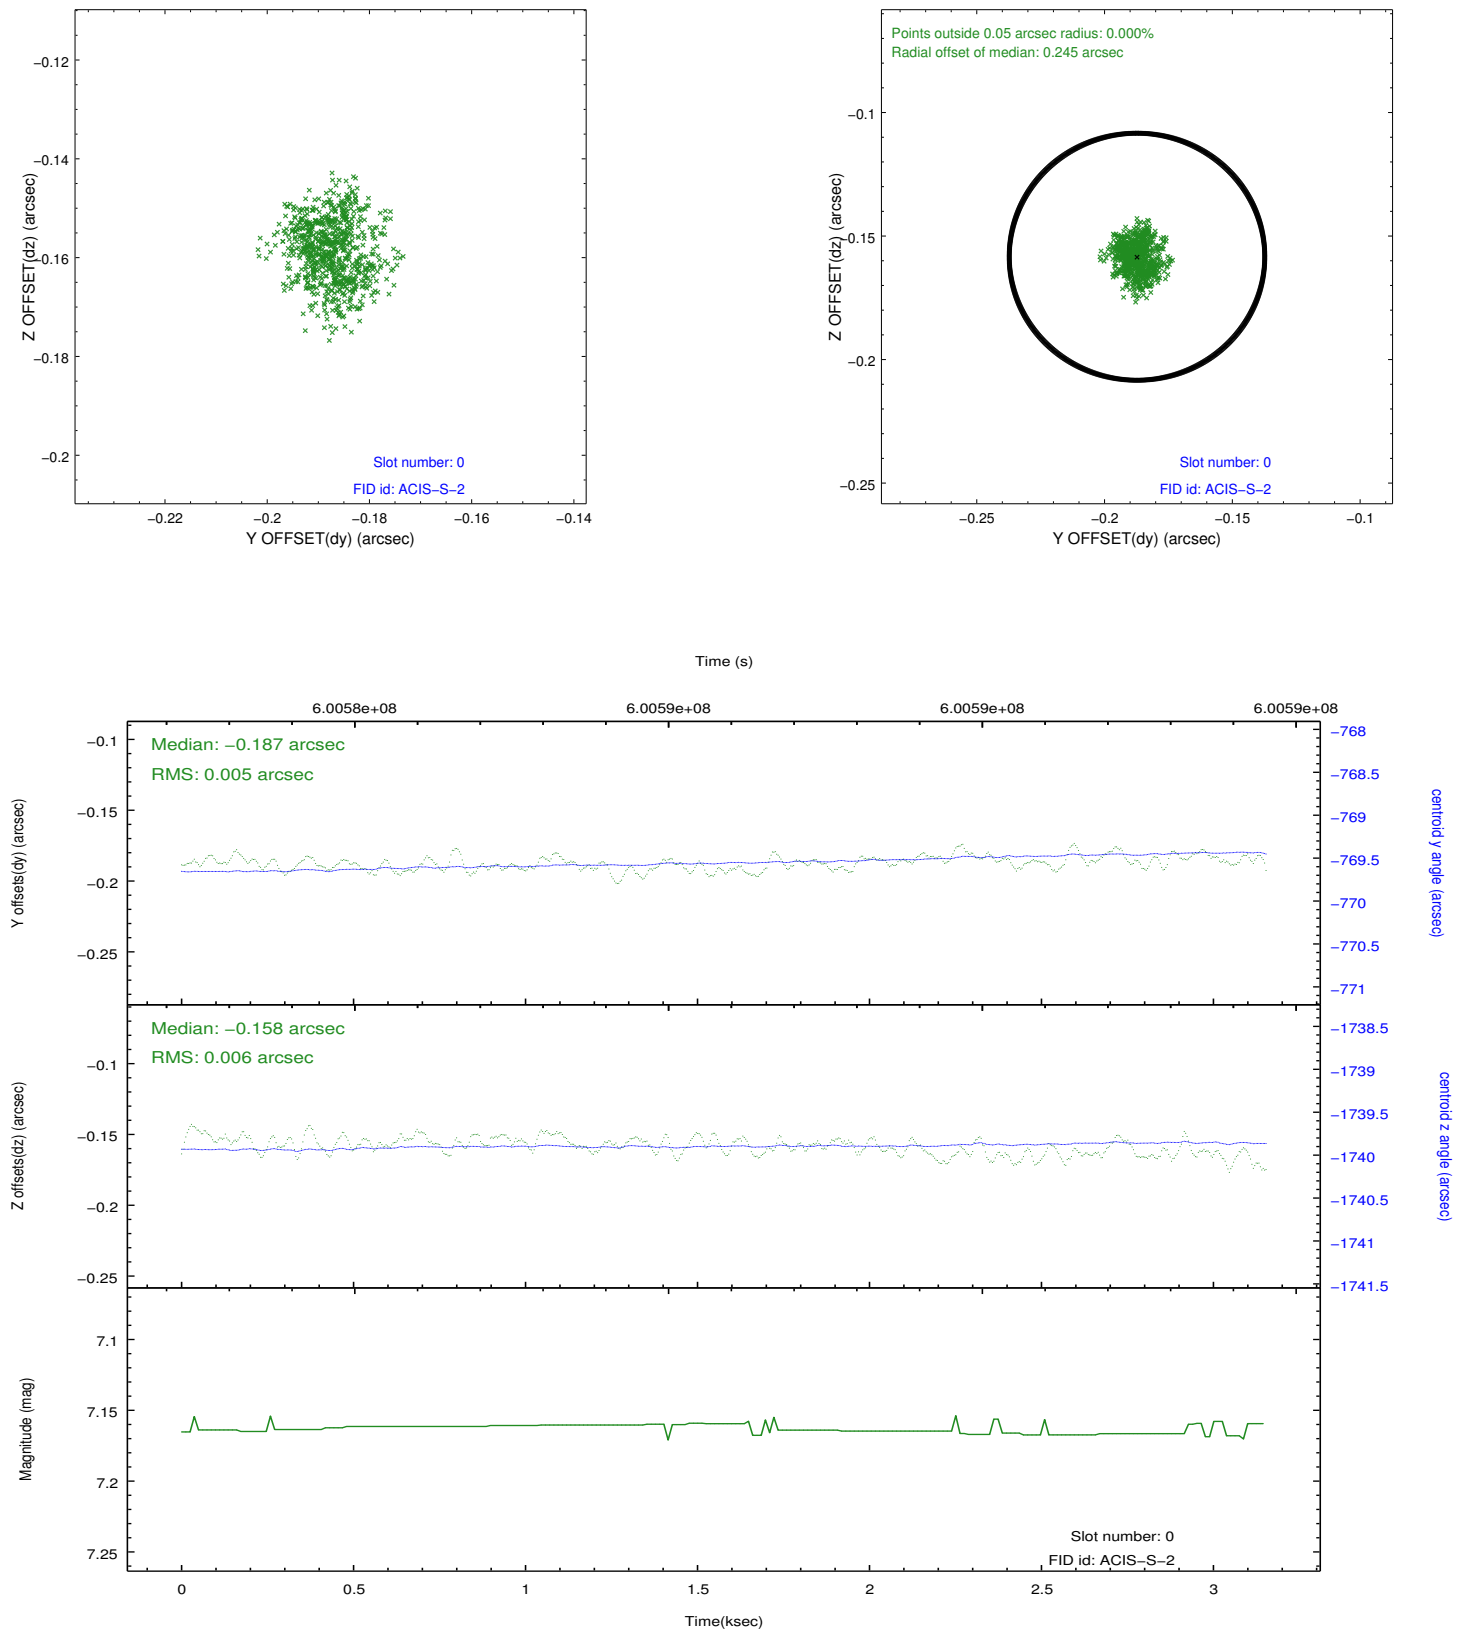 −0.12
−0.14
−0.16
−0.18
−0.2
Z OFFSET(dz) (arcsec)
Slot number: 0
FID id: ACIS−S−2
−0.22
−0.2
−0.18
−0.16
−0.14
Y OFFSET(dy) (arcsec)
Points outside 0.05 arcsec radius: 0.000%
Radial offset of median: 0.245 arcsec
−0.1
−0.15
−0.2
−0.25
Z OFFSET(dz) (arcsec)
Slot number: 0
FID id: ACIS−S−2
−0.25
−0.2
−0.15
−0.1
Y OFFSET(dy) (arcsec)
Time (s)
6.0058e+08
6.0059e+08
6.0059e+08
6.0059e+08
Median: −0.187 arcsec
RMS: 0.005 arcsec
−0.1
−0.15
−0.2
−0.25
Y offsets(dy) (arcsec)
−768
−768.5
−769
−769.5
−770
−770.5
−771
centroid y angle (arcsec)
Median: −0.158 arcsec
RMS: 0.006 arcsec
−0.1
−0.15
−0.2
−0.25
Z offsets(dz) (arcsec)
−1738.5
−1739
−1739.5
−1740
−1740.5
−1741
−1741.5
centroid z angle (arcsec)
7.1
7.15
7.2
7.25
Magnitude (mag)
Slot number: 0
FID id: ACIS−S−2
0
0.5
1
1.5
2
2.5
3
Time(ksec)